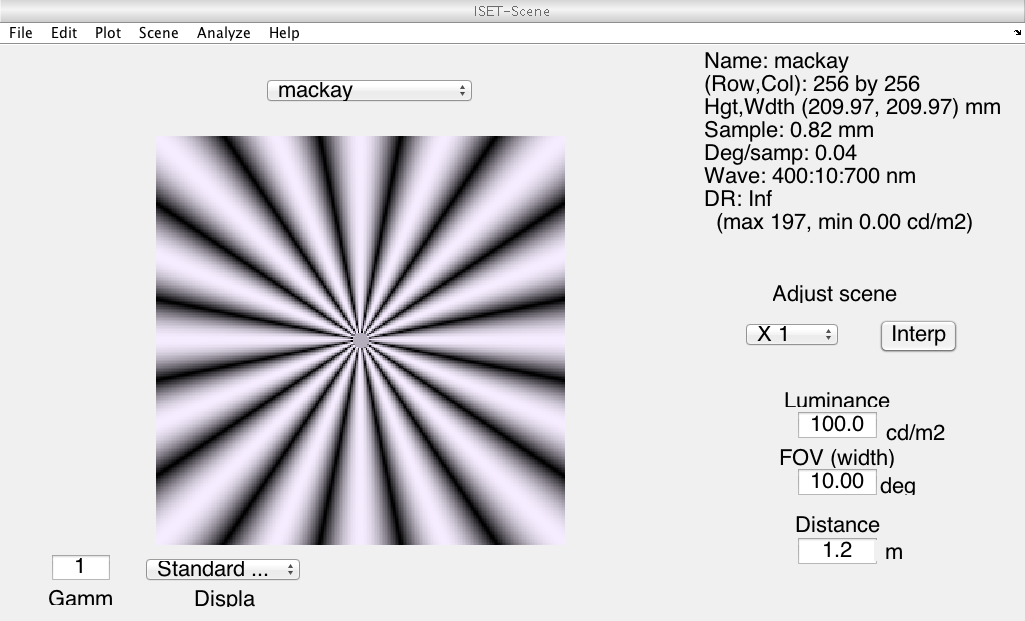 ISET-Scene
File Edit Plot Scene Analyze Help
mackay
Name: mackay
(Row,Col): 256 by 256
Hgt,Wdth (209.97, 209.97) mm
Sample: 0.82 mm
Deg/samp: 0.04
Wave: 400:10:700 nm
DR: Inf
(max 197, min 0.00 cd/m2)
Adjust scene
X 1 Interp
Luminance
100.0 cd/m2
FOV (width)
10.00 deg
Distance
1.2 m
1 Standard ...
Gamm Displa